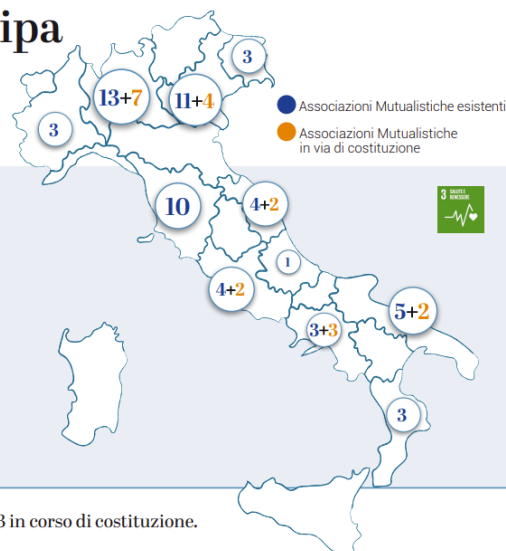 ipa
3
13+7
11+4
3
Associazioni Mutualistiche esistenti
Associazioni Mutualistiche
in via di costituzione
3 SALUTE E
BENESSERE
10
4+2
1
4+2
5+2
3+3
3
3 in corso di costituzione.